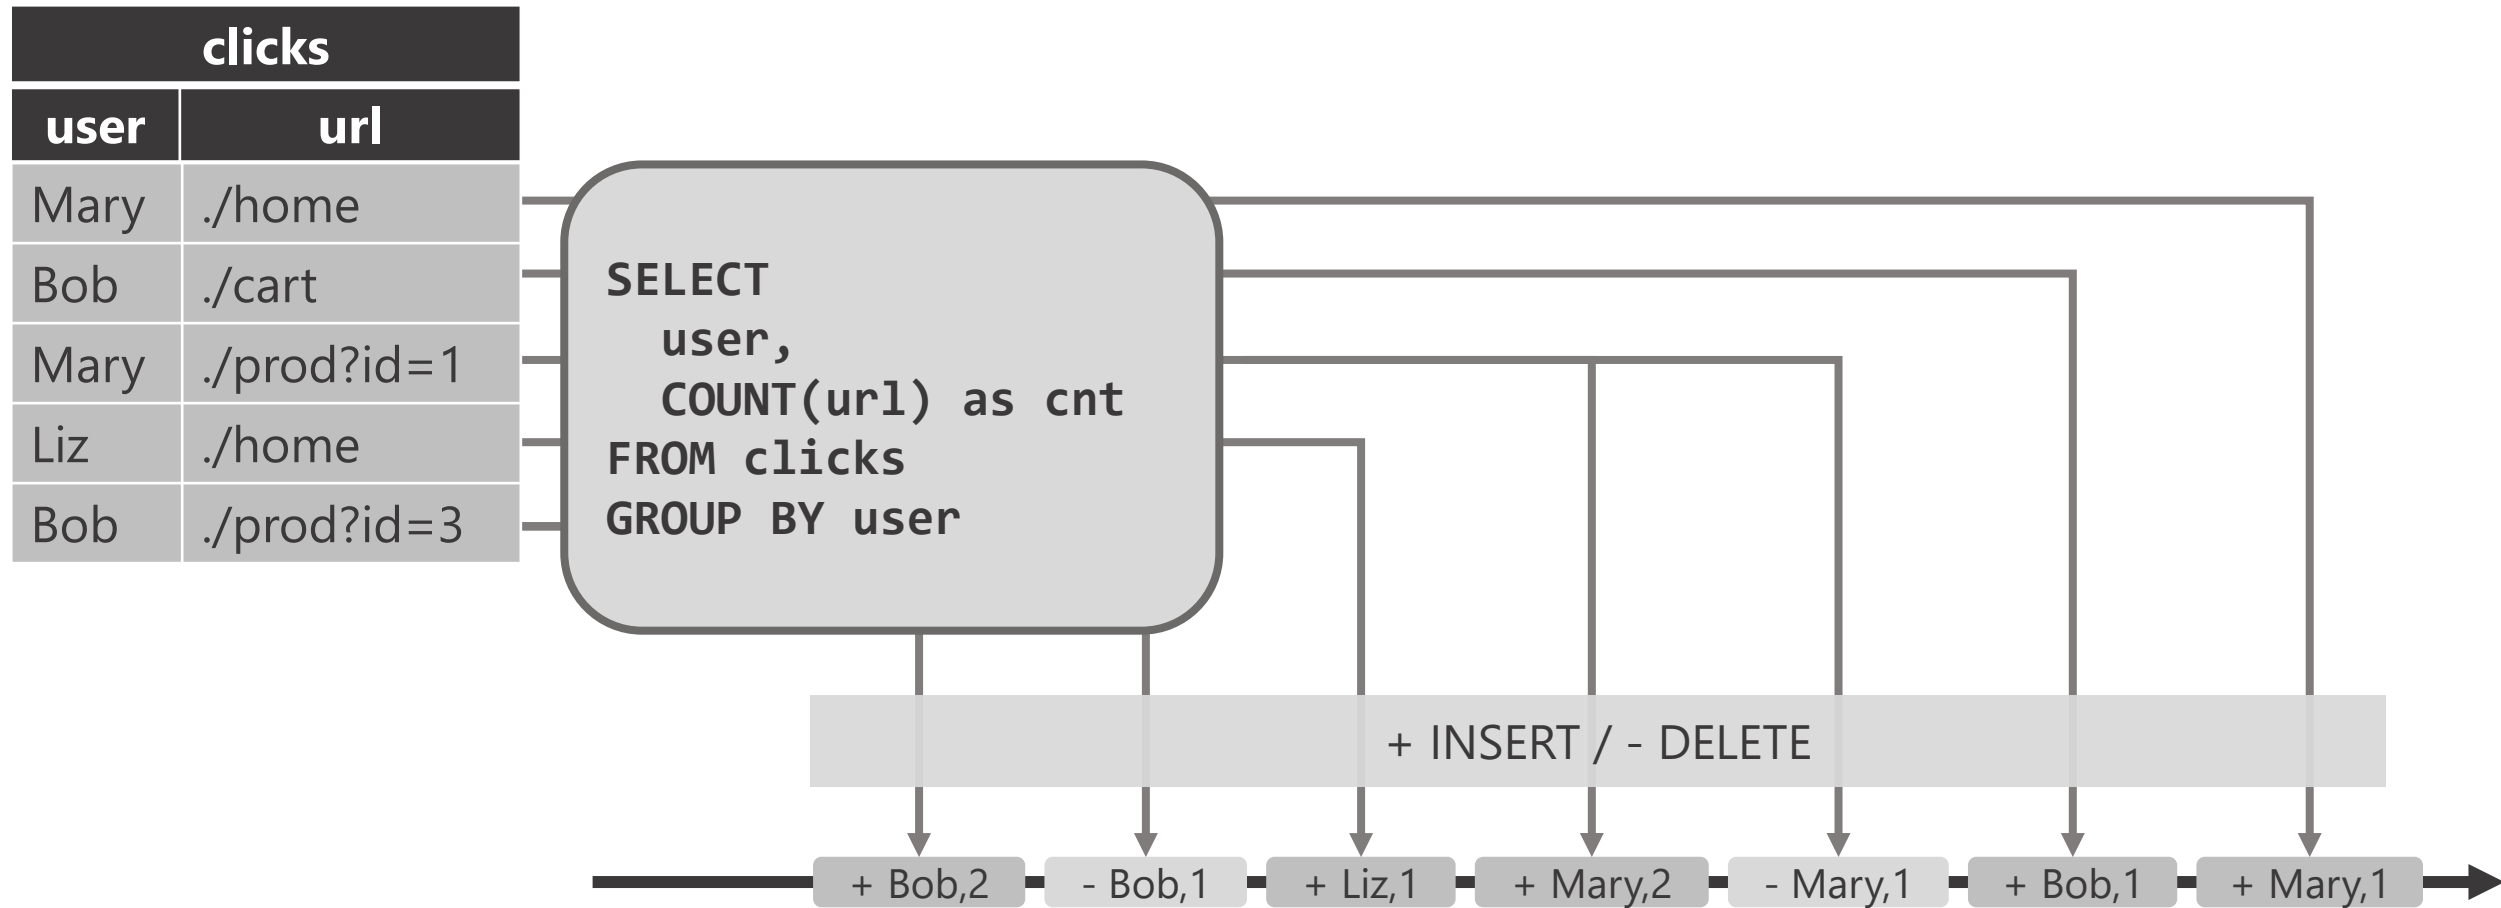 clicks
user url
Mary ./home
Bob ./cart
Mary ./prod?id=1
Liz ./home
Bob ./prod?id=3
SELECT
user,
COUNT(url) as cnt
FROM clicks
GROUP BY user
+ INSERT / - DELETE
+ Bob,2 - Bob,1 + Liz,1 + Mary,2 - Mary,1 + Bob,1 + Mary,1